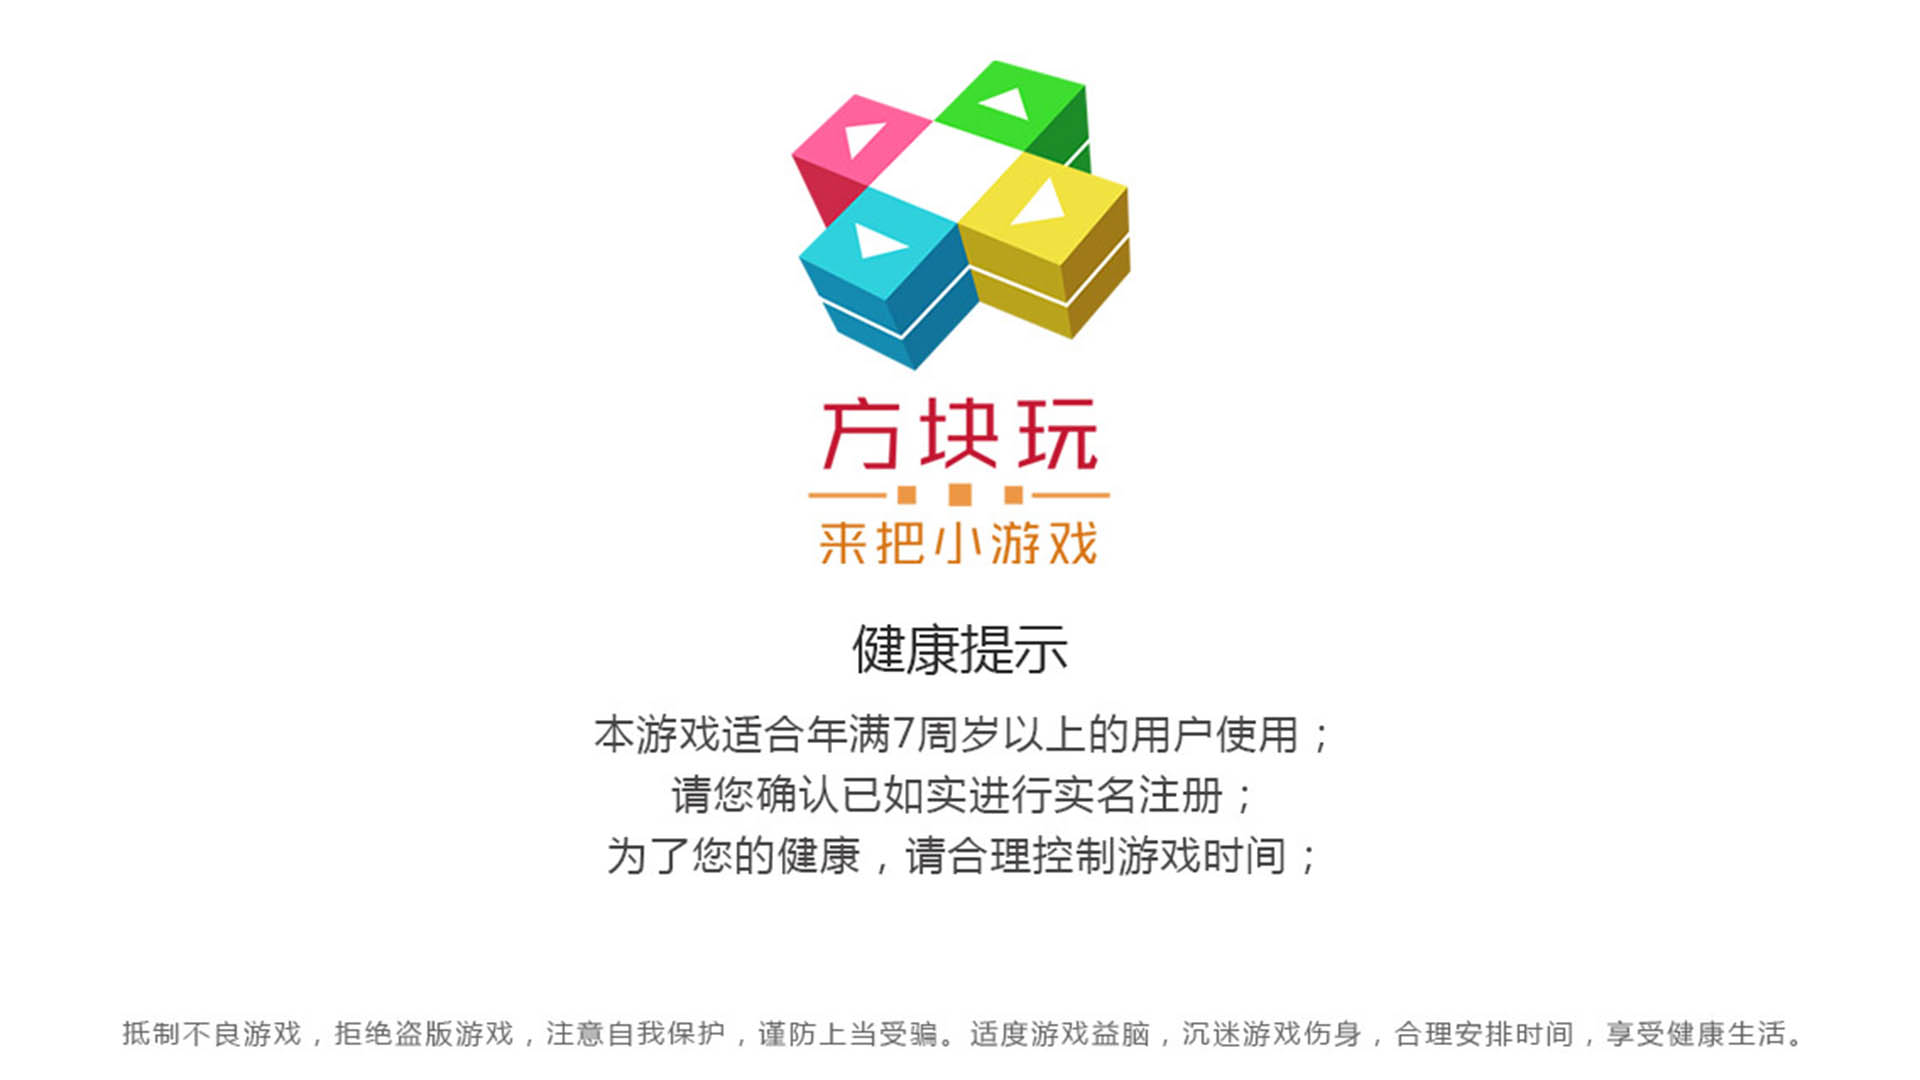 方块玩
来把小游戏
健康提示
本游戏适合年满7周岁以上的用户使用；
请您确认已如实进行实名注册；
为了您的健康，请合理控制游戏时间；
抵制不良游戏，拒绝盗版游戏，注意自我保护，谨防上当受骗。适度游戏益脑，沉迷游戏伤身，合理安排时间，享受健康生活。